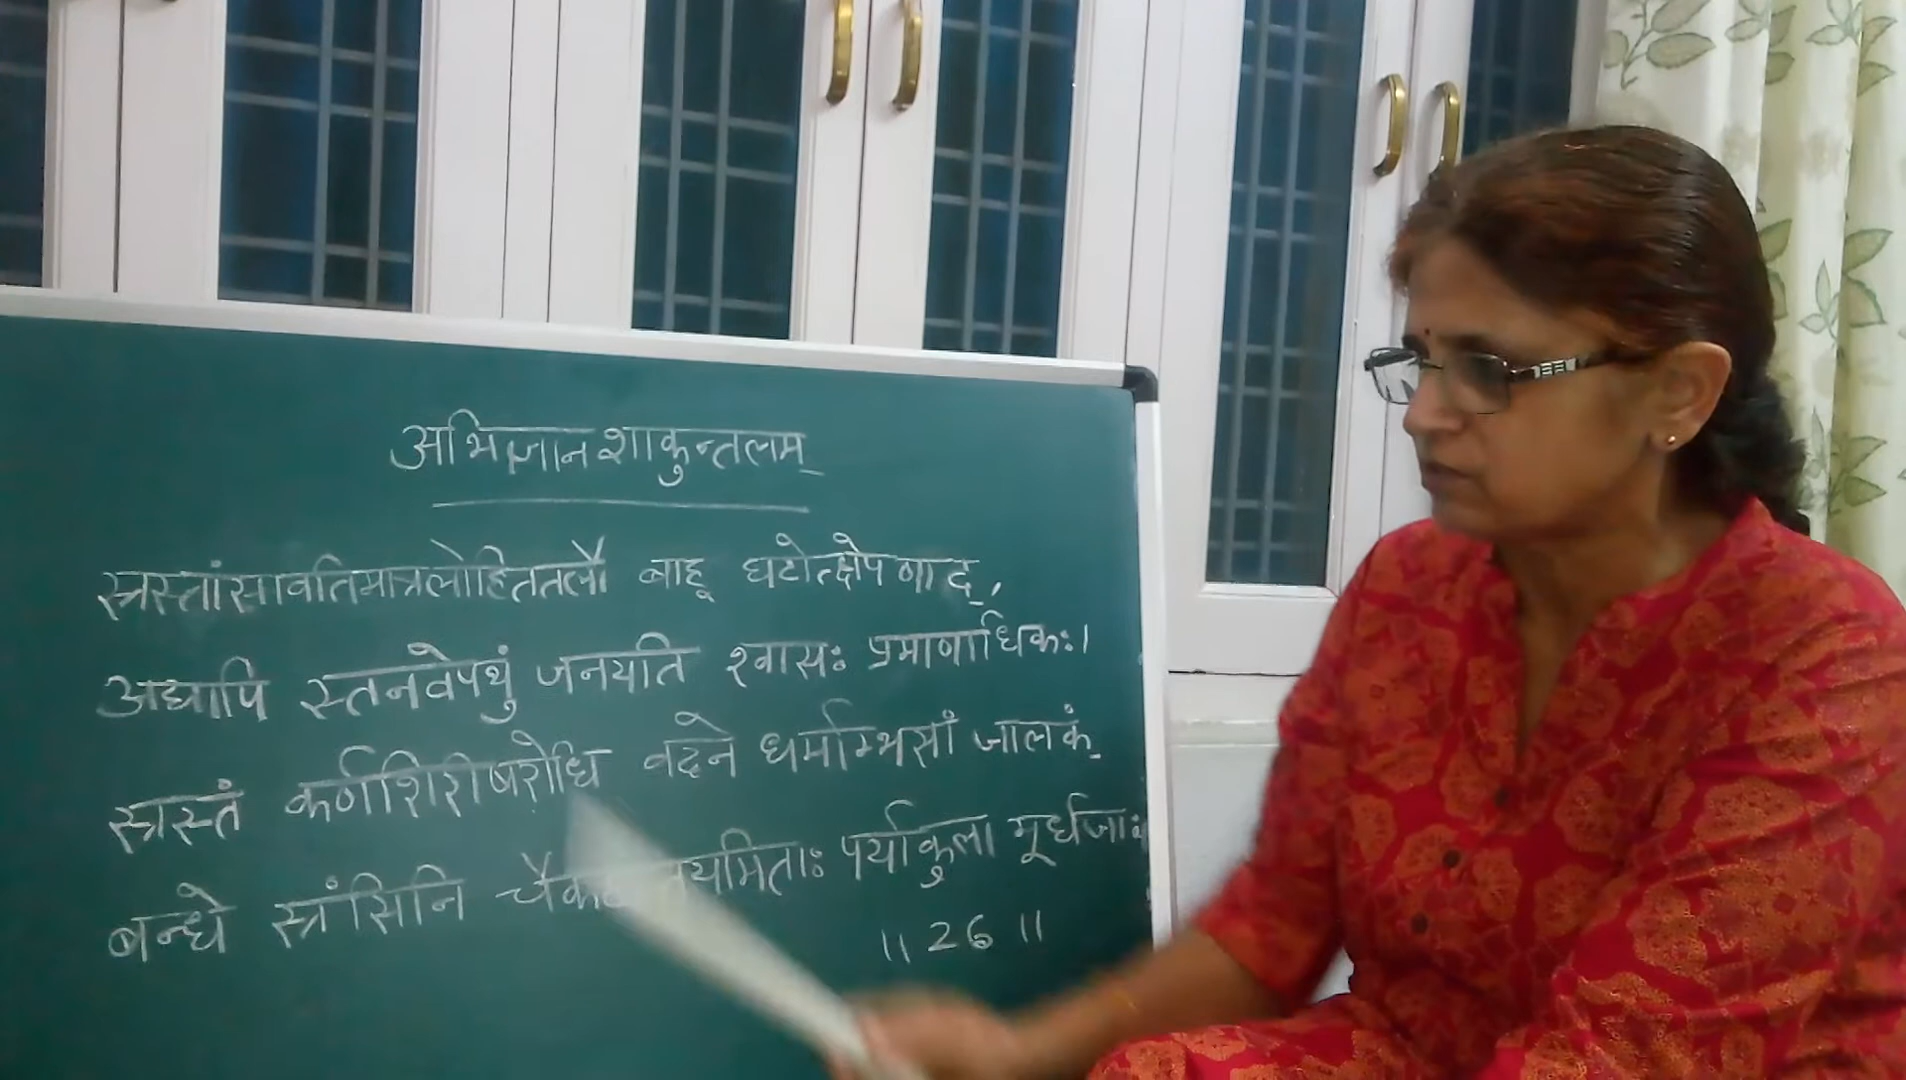 अभिज्ञानशाकुन्तलम्
स्त्रस्तांसावतिमात्रलोहिततलौ बाहू घटोत्क्षेपणाद्,
अद्यापि स्तनवेपथुं जनयति श्वासः प्रमाणाधिकः।
स्त्रस्तं कर्णशिरीषरोधि वदने धर्माम्भसां जालकं
बन्धे स्त्रंसिनि पर्याकुला मूर्धजाः
॥ 26 ॥